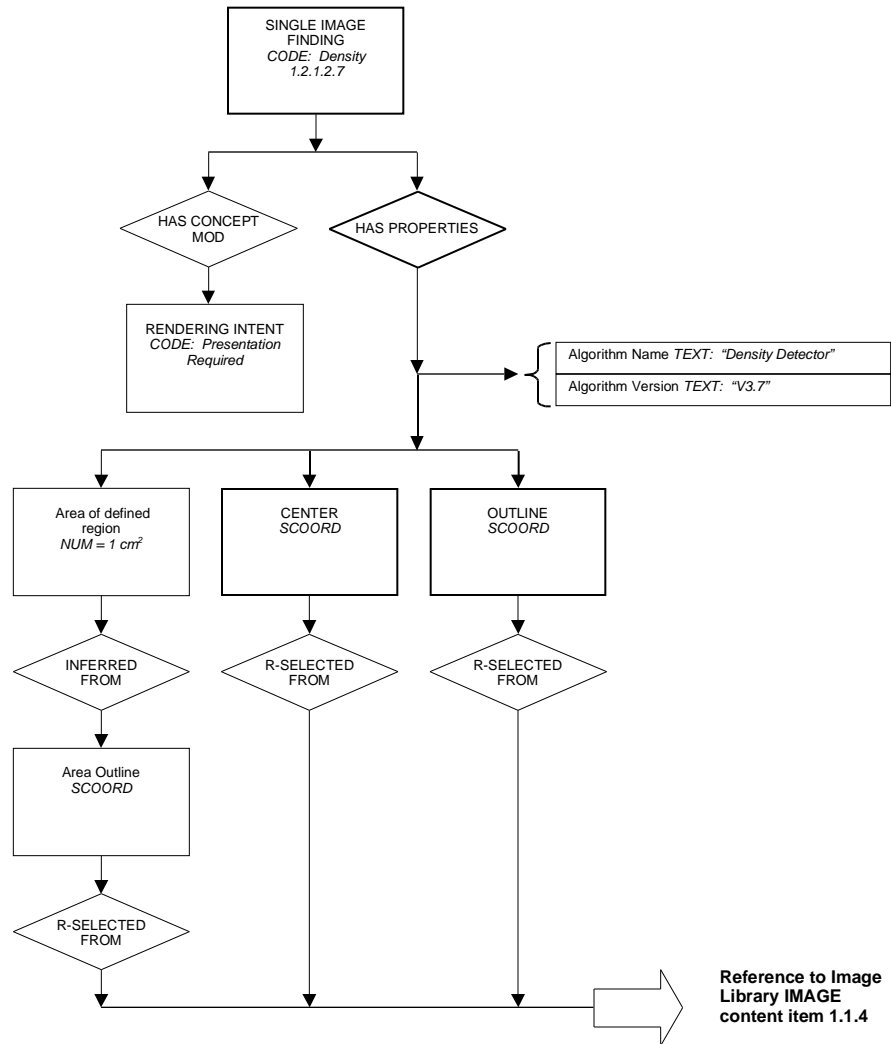 SINGLE IMAGE
FINDING
CODE: Density
1.2.1.2.7
HAS CONCEPT
MOD
HAS PROPERTIES
RENDERING INTENT
CODE: Presentation
Required
Algorithm Name TEXT: “Density Detector”
Algorithm Version TEXT: “V3.7”
Area of defined
region
NUM = 1 cm²
CENTER
SCOORD
OUTLINE
SCOORD
INFERRED
FROM
R-SELECTED
FROM
R-SELECTED
FROM
Area Outline
SCOORD
R-SELECTED
FROM
Reference to Image
Library IMAGE
content item 1.1.4